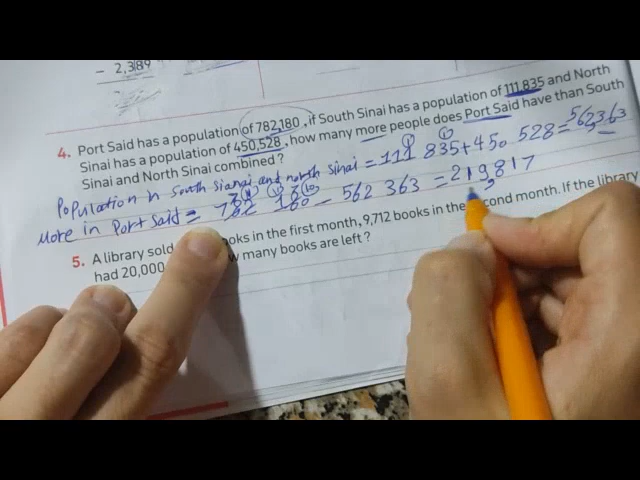 - 2,389
4. Port Said has a population of 782,180, if South Sinai has a population of 111,835 and North
Sinai has a population of 450,528, how many more people does Port Said have than South
Sinai and North Sinai combined?
Population in south sianai and north sinai = 111 835 + 450 528 = 562363
More in Port Said = 782 180 - 562 363 = 219,817
5. A library sold books in the first month, 9,712 books in the second month. If the library
had 20,000 how many books are left?